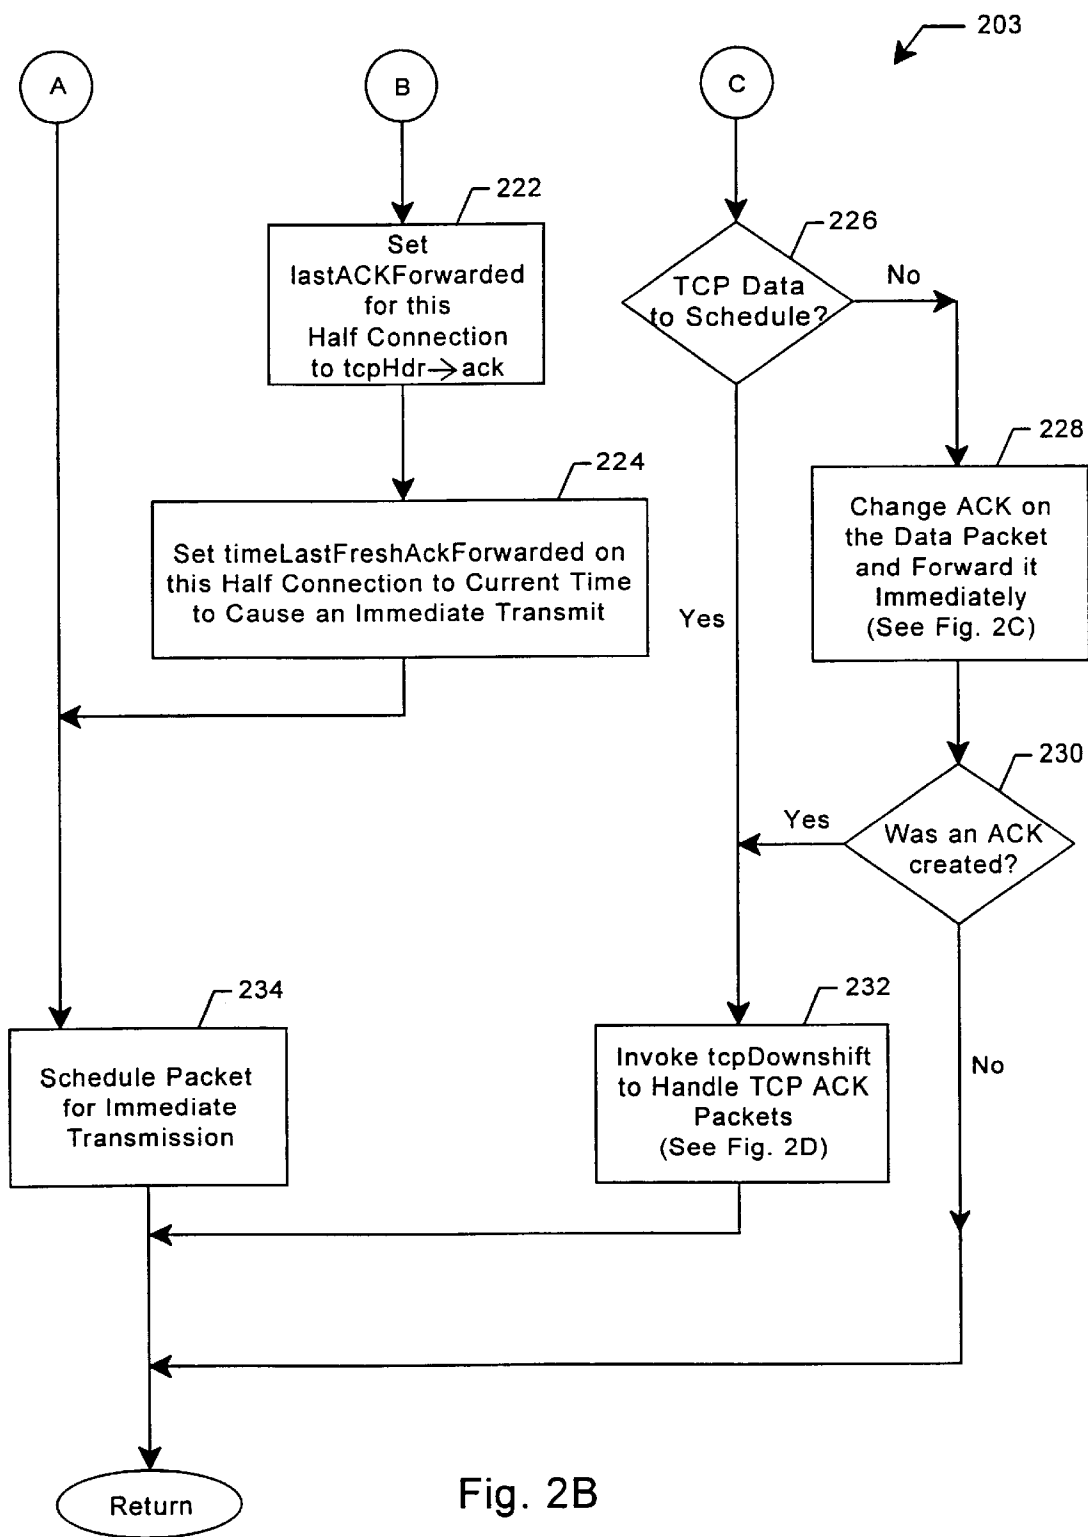 203
A
B
C
222
Set
lastACKForwarded
for this
Half Connection
to tcpHdr→ack
226
TCP Data
to Schedule?
No
224
Set timeLastFreshAckForwarded on
this Half Connection to Current Time
to Cause an Immediate Transmit
Yes
228
Change ACK on
the Data Packet
and Forward it
Immediately
(See Fig. 2C)
230
Was an ACK
created?
Yes
No
234
Schedule Packet
for Immediate
Transmission
232
Invoke tcpDownshift
to Handle TCP ACK
Packets
(See Fig. 2D)
Return
Fig. 2B